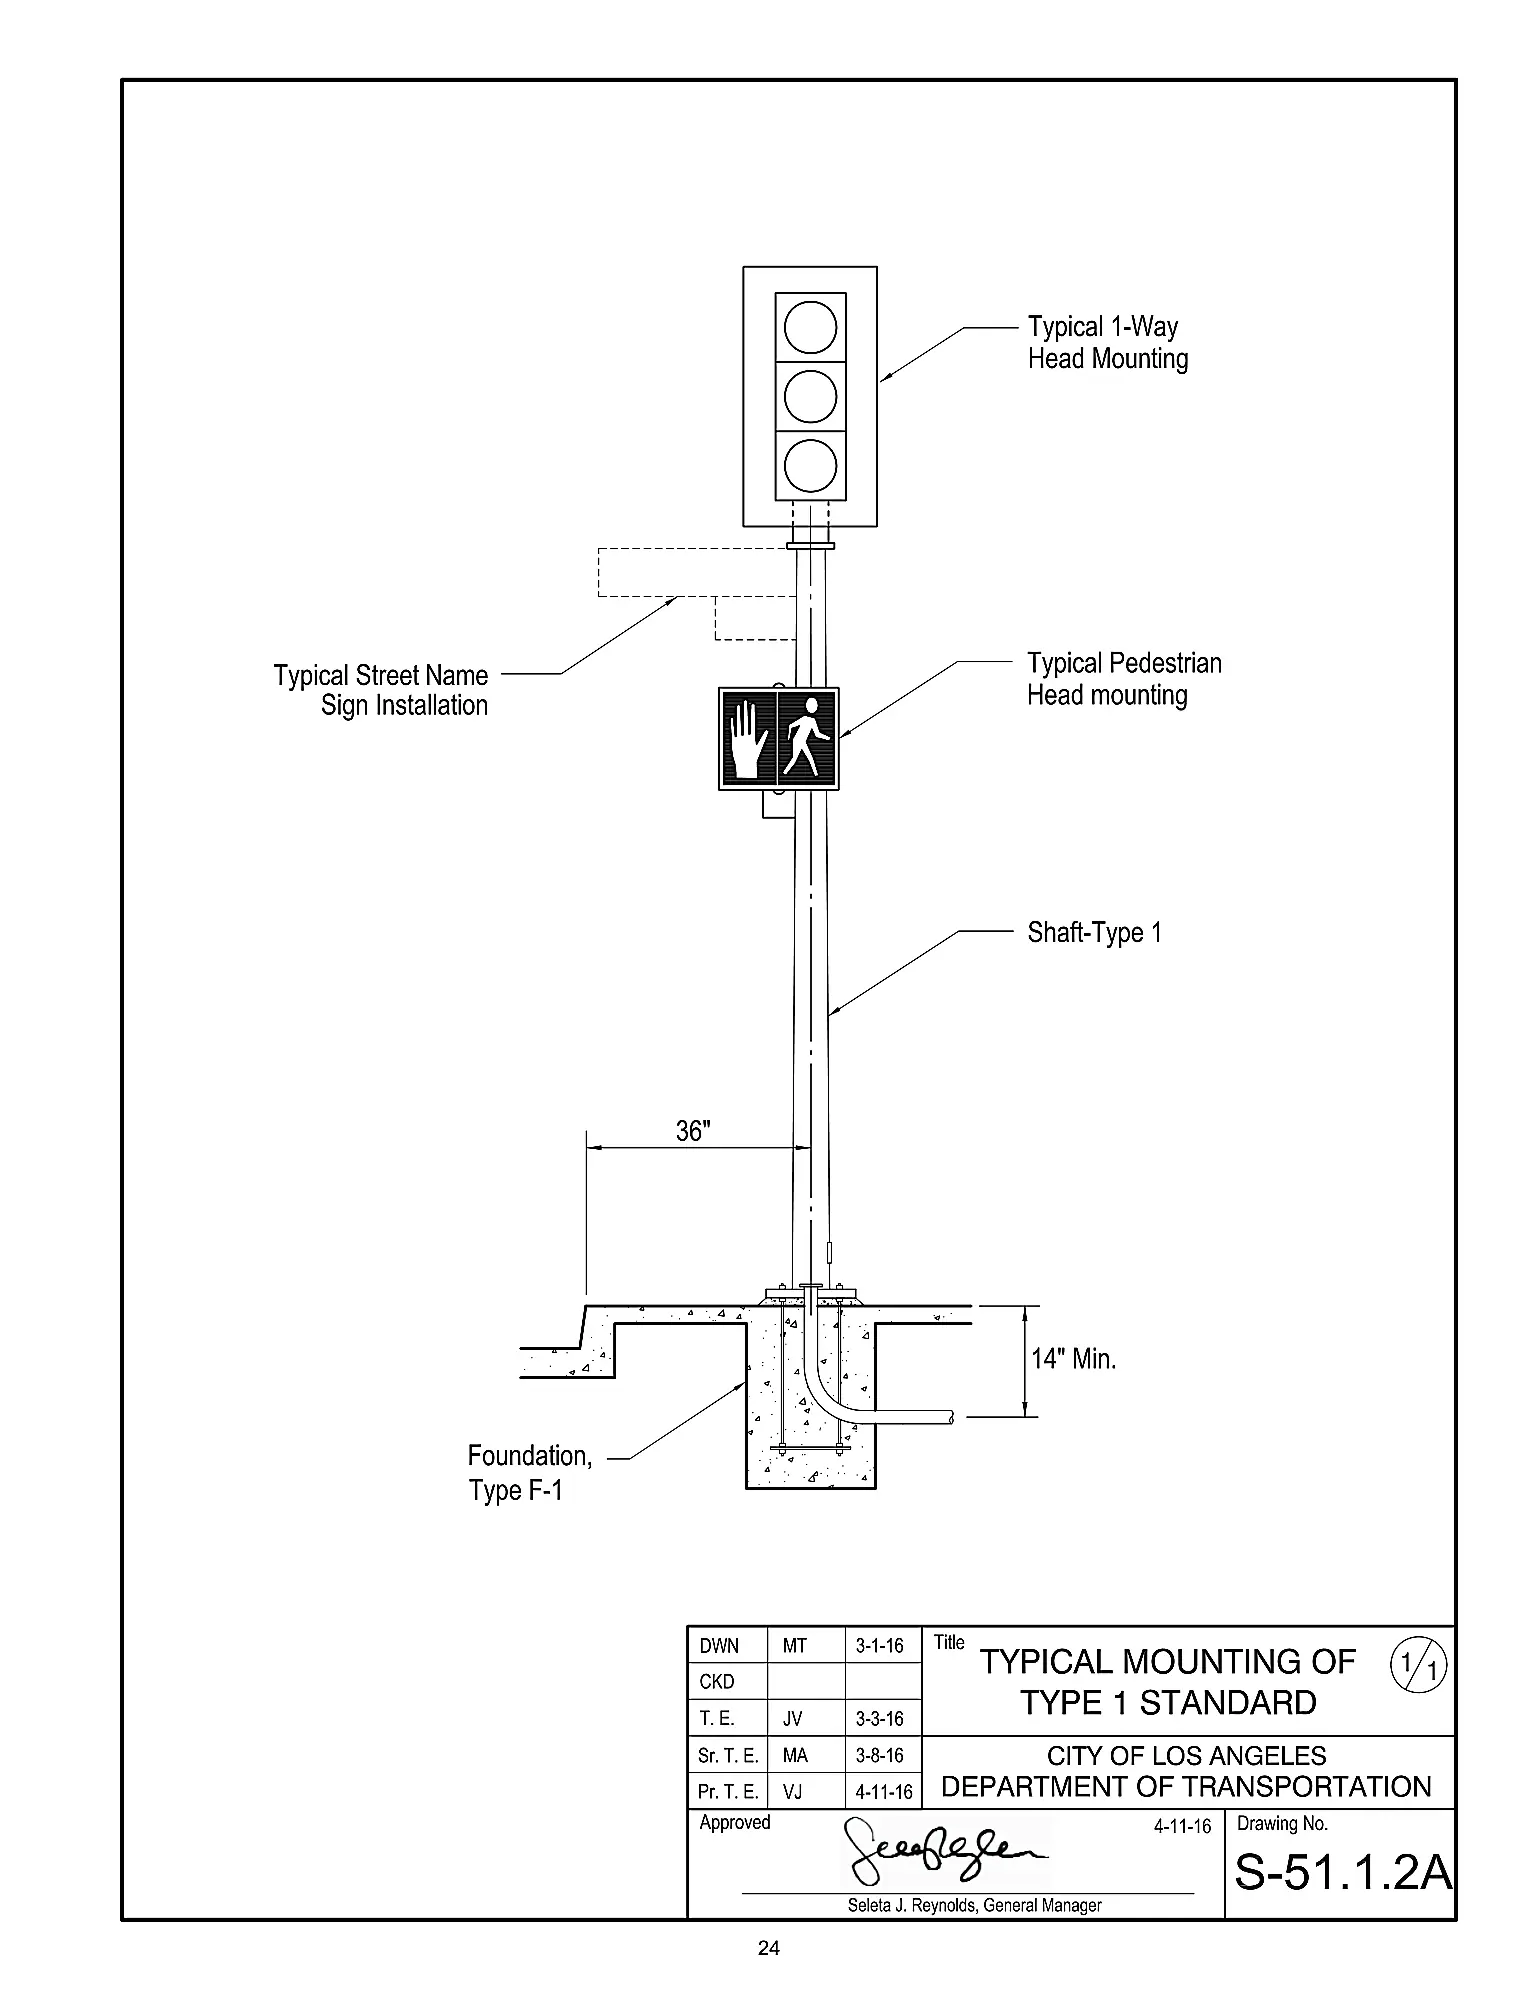 Typical 1-Way
Head Mounting
Typical Street Name
Sign Installation
Typical Pedestrian
Head mounting
Shaft-Type 1
36"
14" Min.
Foundation,
Type F-1
DWN MT 3-1-16
CKD
T. E. JV 3-3-16
Sr. T. E. MA 3-8-16
Pr. T. E. VJ 4-11-16
Title
TYPICAL MOUNTING OF
TYPE 1 STANDARD
1/1
CITY OF LOS ANGELES
DEPARTMENT OF TRANSPORTATION
Approved
4-11-16
Seleta J. Reynolds, General Manager
Drawing No.
S-51.1.2A
24